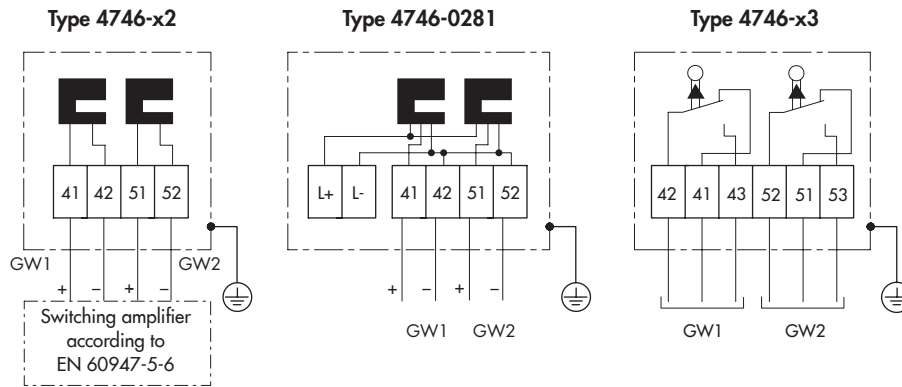 Type 4746-x2
Type 4746-0281
Type 4746-x3
41 42 51 52
L+ L- 41 42 51 52
42 41 43 52 51 53
GW1 GW2
+ – + –
Switching amplifier
according to
EN 60947-5-6
+ – + –
GW1 GW2
GW1 GW2